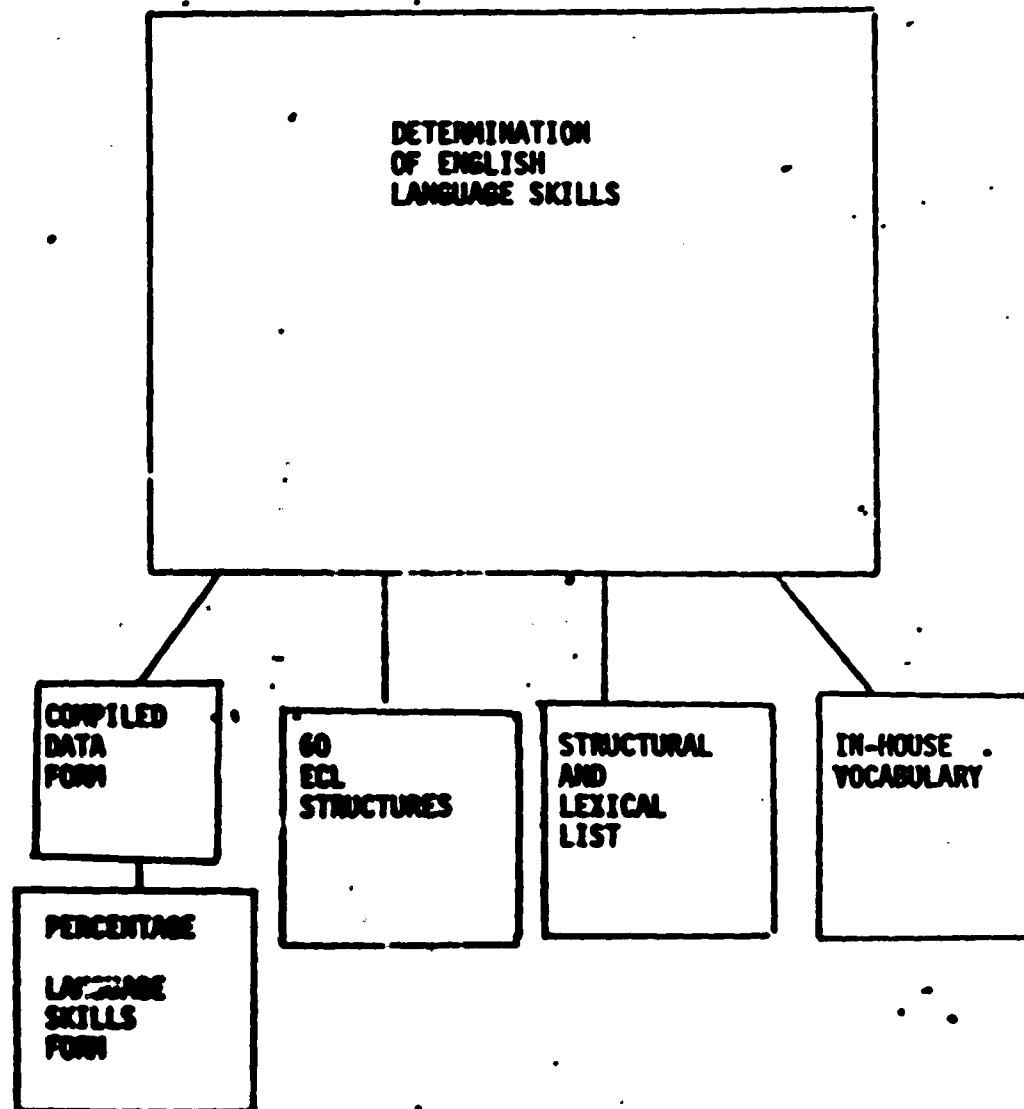 DETERMINATION
OF ENGLISH
LANGUAGE SKILLS
COMPILED
DATA
FORM
60
ECL
STRUCTURES
STRUCTURAL
AND
LEXICAL
LIST
IN-HOUSE
VOCABULARY
PERCENTAGE
LANGUAGE
SKILLS
FORM